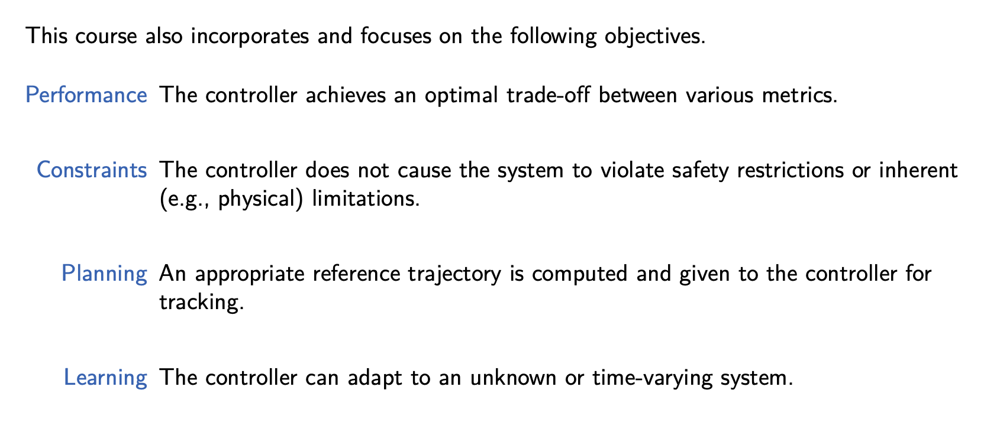 This course also incorporates and focuses on the following objectives.
Performance The controller achieves an optimal trade-off between various metrics.
Constraints The controller does not cause the system to violate safety restrictions or inherent
(e.g., physical) limitations.
Planning An appropriate reference trajectory is computed and given to the controller for
tracking.
Learning The controller can adapt to an unknown or time-varying system.